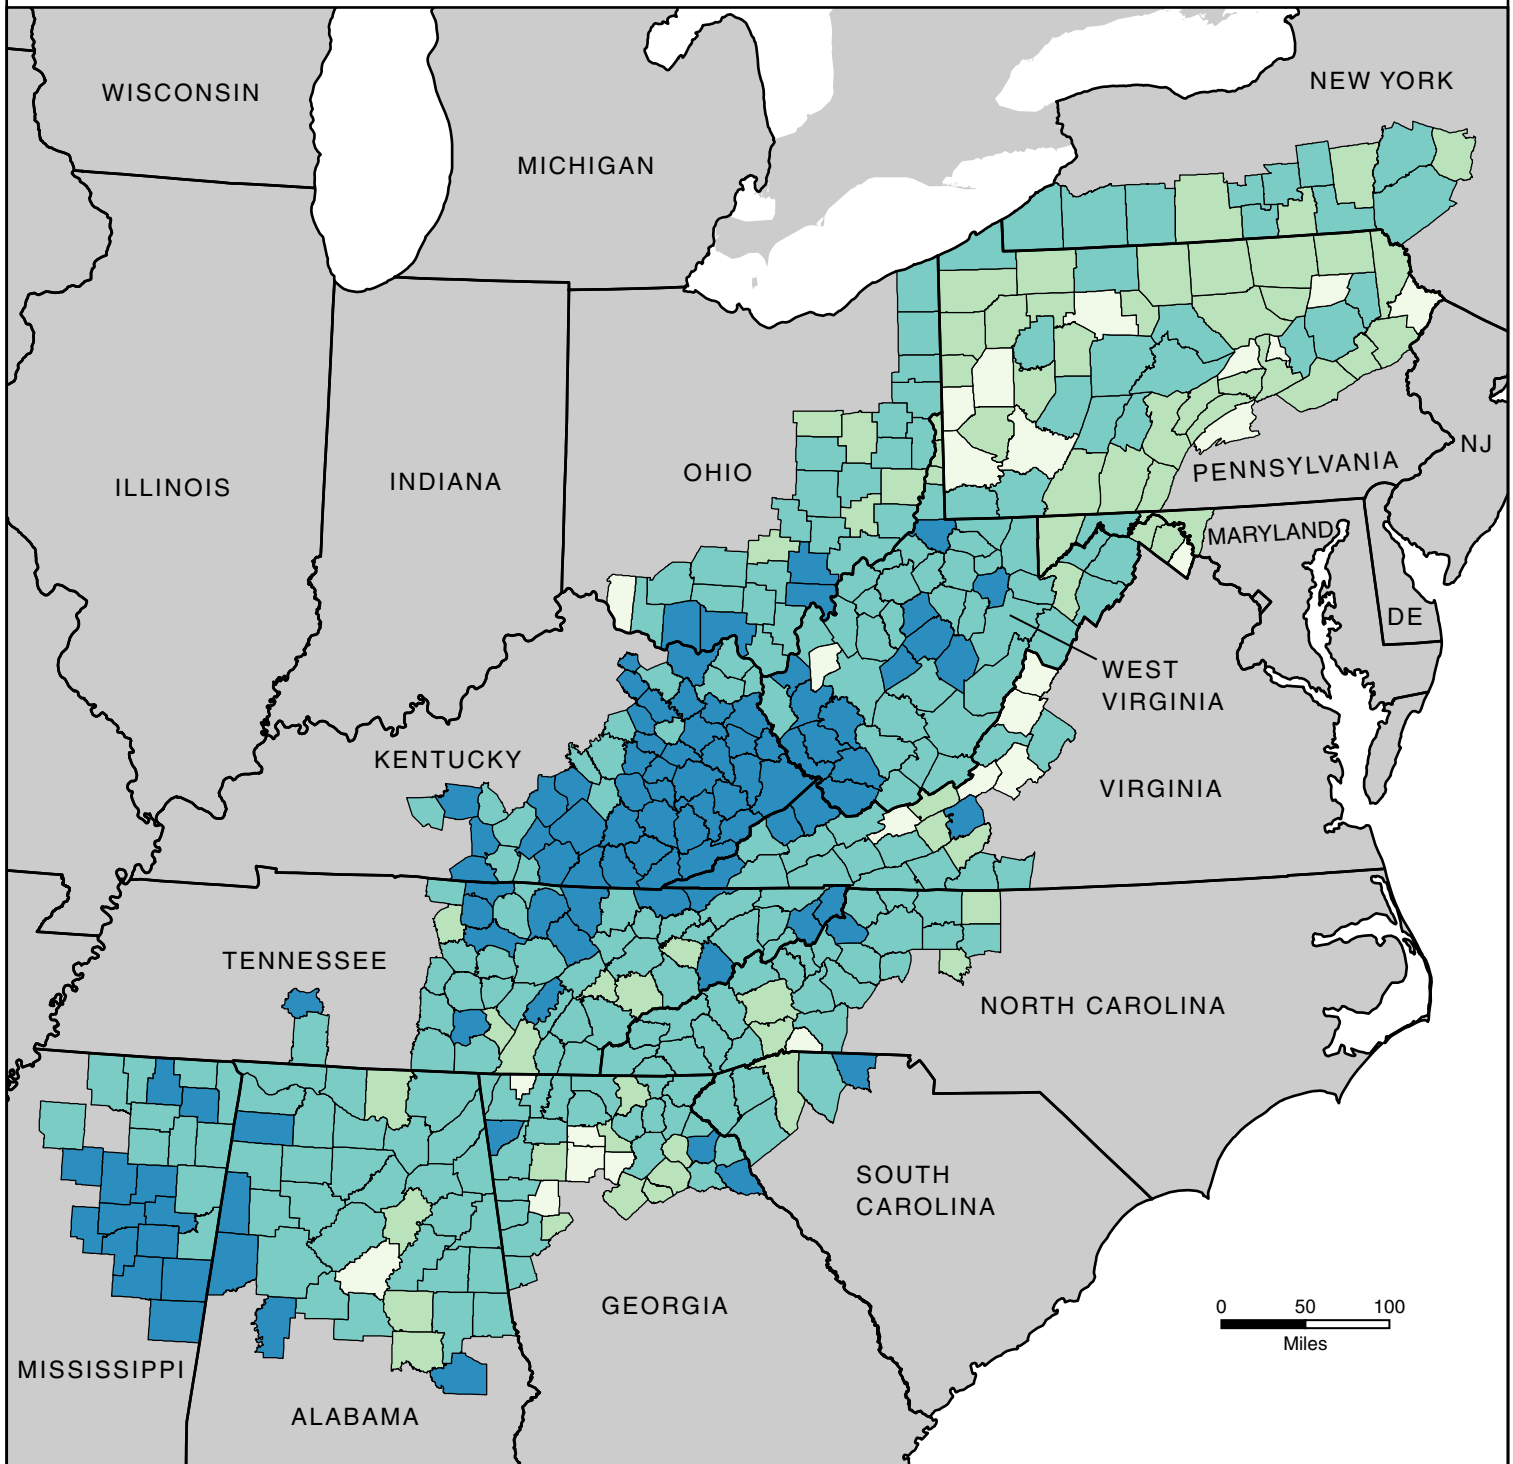 NEW YORK
WISCONSIN
MICHIGAN
NJ
PENNSYLVANIA
OHIO
INDIANA
ILLINOIS
MARYLAND
DE
WEST
VIRGINIA
KENTUCKY
VIRGINIA
TENNESSEE
NORTH CAROLINA
SOUTH
CAROLINA
GEORGIA
0 50 100
Miles
MISSISSIPPI
ALABAMA